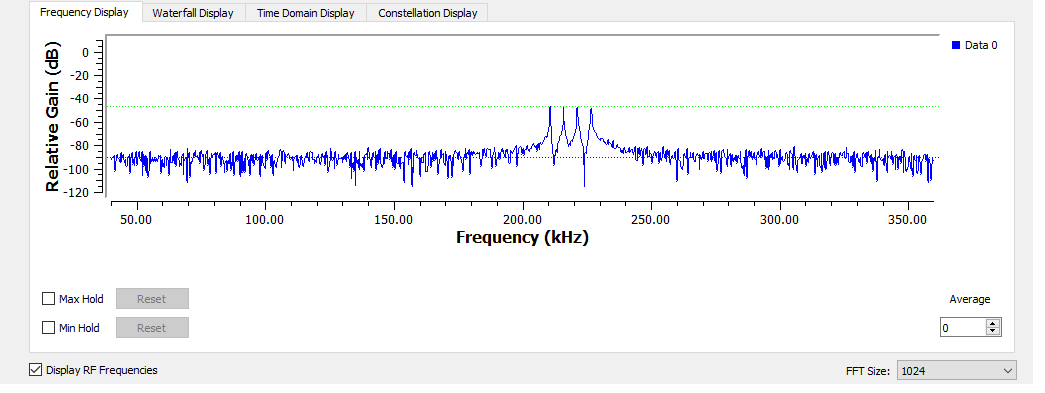 Frequency Display Waterfall Display Time Domain Display Constellation Display
Relative Gain (dB)
0
-20
-40
-60
-80
-100
-120
Data 0
50.00 100.00 150.00 200.00 250.00 300.00 350.00
Frequency (kHz)
Max Hold Reset Average
Min Hold Reset 0
Display RF Frequencies FFT Size: 1024